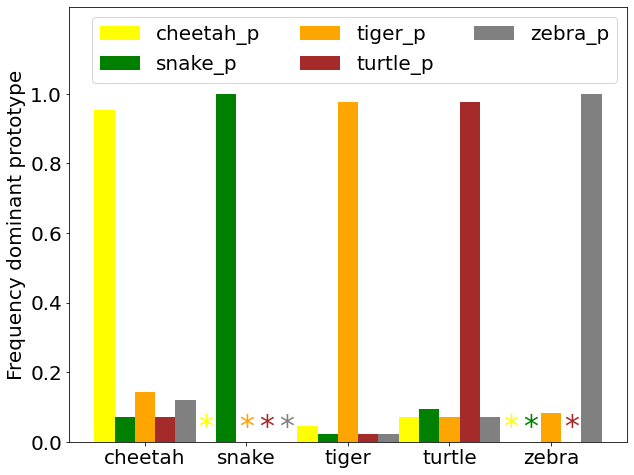 cheetah_p tiger_p zebra_p
snake_p turtle_p
Frequency dominant prototype
1.0
0.8
0.6
0.4
0.2
0.0
* * * * * * *
cheetah snake tiger turtle zebra